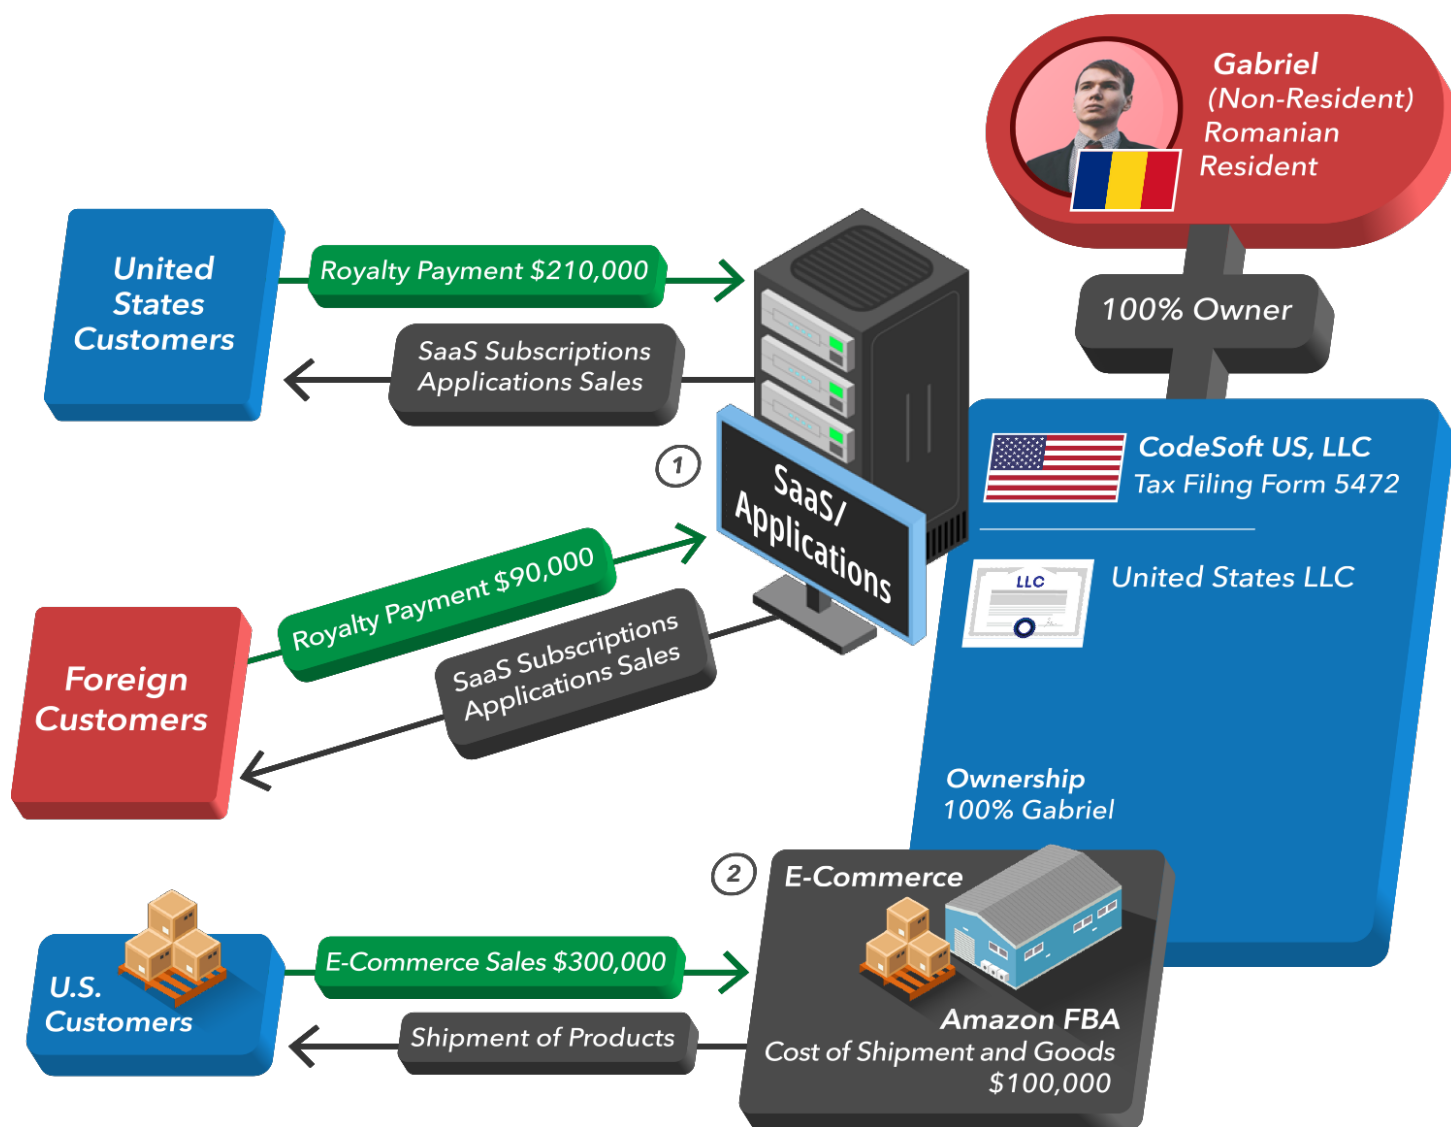 Gabriel
(Non-Resident)
Romanian
Resident
100% Owner
United
States
Customers
Royalty Payment $210,000
SaaS Subscriptions
Applications Sales
1
SaaS/
Applications
CodeSoft US, LLC
Tax Filing Form 5472
LLC
United States LLC
Foreign
Customers
Royalty Payment $90,000
SaaS Subscriptions
Applications Sales
Ownership
100% Gabriel
2
E-Commerce
U.S.
Customers
E-Commerce Sales $300,000
Shipment of Products
Amazon FBA
Cost of Shipment and Goods
$100,000